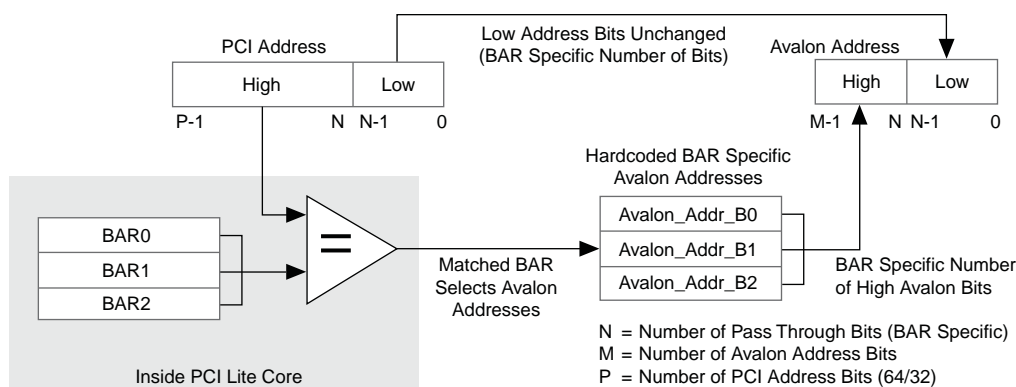 PCI Address
Low Address Bits Unchanged
(BAR Specific Number of Bits)
Avalon Address
High
Low
High
Low
P-1
N
N-1
0
M-1
N
N-1
0
Hardcoded BAR Specific
Avalon Addresses
BAR0
BAR1
BAR2
=
Matched BAR
Selects Avalon
Addresses
Avalon_Addr_B0
Avalon_Addr_B1
Avalon_Addr_B2
BAR Specific Number
of High Avalon Bits
Inside PCI Lite Core
N = Number of Pass Through Bits (BAR Specific)
M = Number of Avalon Address Bits
P = Number of PCI Address Bits (64/32)